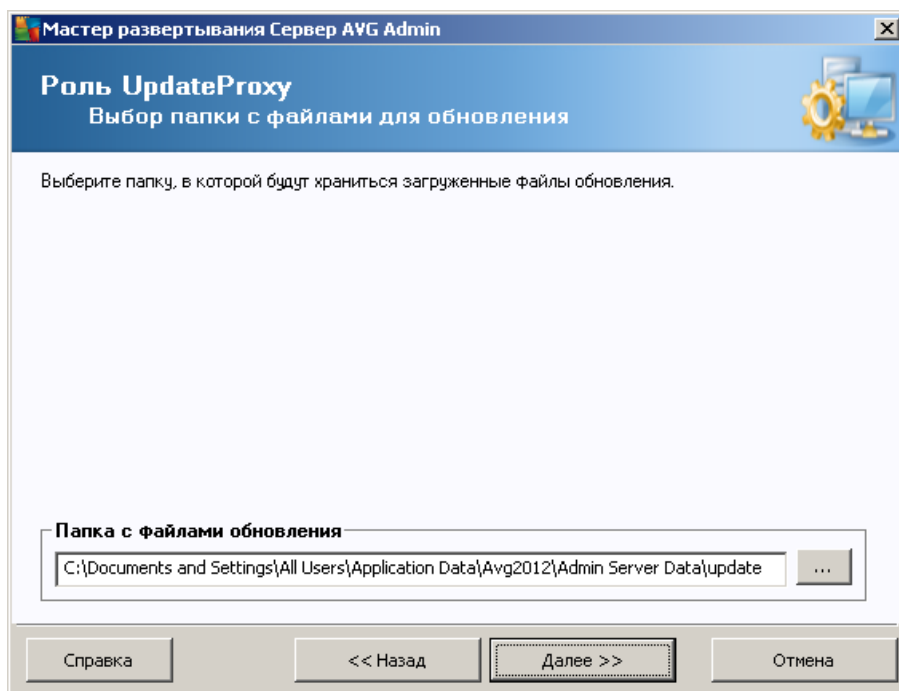 Мастер развертывания Сервер AVG Admin
Роль UpdateProxy
Выбор папки с файлами для обновления
Выберите папку, в которой будут храниться загруженные файлы обновления.
Папка с файлами обновления
C:\Documents and Settings\All Users\Application Data\Avg2012\Admin Server Data\update
...
Справка
<< Назад
Далее >>
Отмена